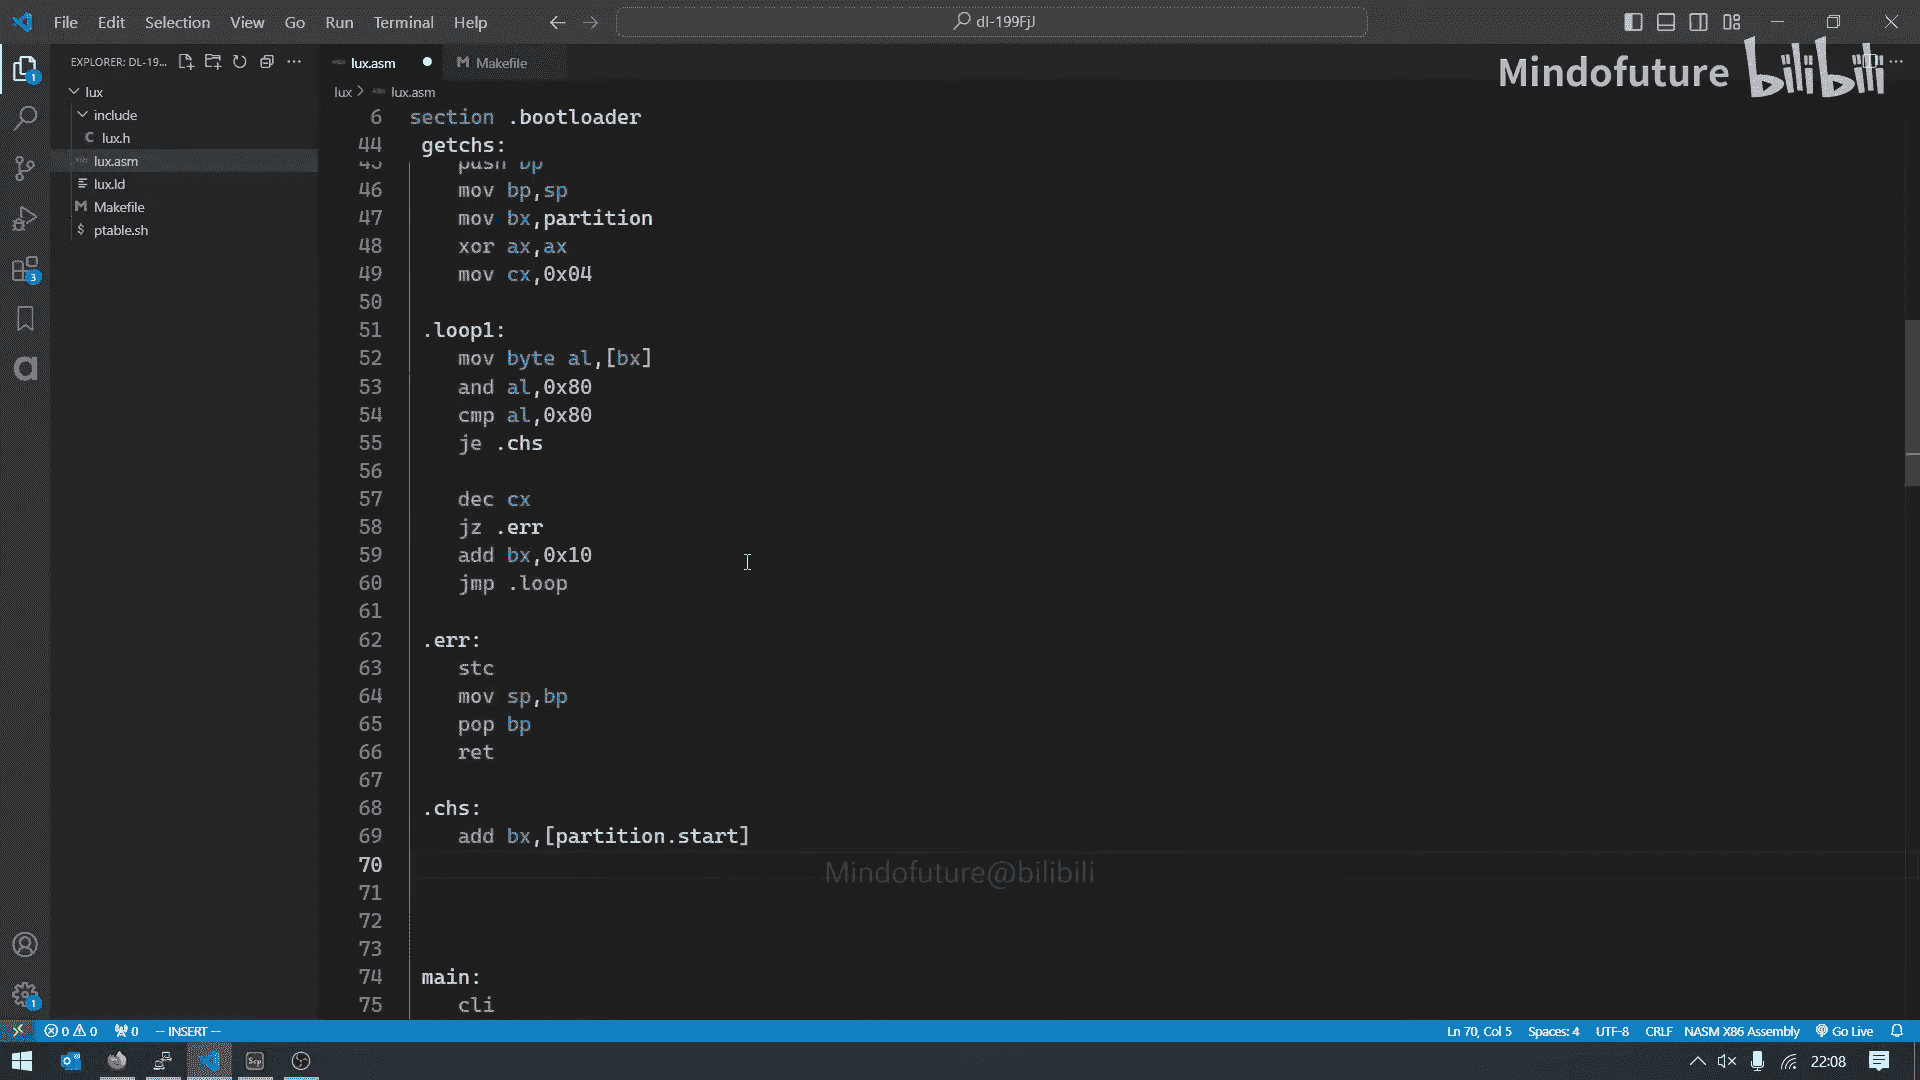 File Edit Selection View Go Run Terminal Help
dl-199FjJ
EXPLORER: DL-19...
lux.asm
Makefile
Mindofuture bilibili
lux
include
lux.h
lux.asm
lux.ld
Makefile
ptable.sh
lux > lux.asm
6 section .bootloader
44 getchs:
45 push bp
46 mov bp,sp
47 mov bx,partition
48 xor ax,ax
49 mov cx,0x04
50
51 .loop1:
52 mov byte al,[bx]
53 and al,0x80
54 cmp al,0x80
55 je .chs
56
57 dec cx
58 jz .err
59 add bx,0x10
60 jmp .loop
61
62 .err:
63 stc
64 mov sp,bp
65 pop bp
66 ret
67
68 .chs:
69 add bx,[partition.start]
70
Mindofuture@bilibili
71
72
73
74 main:
75 cli
0 0 0 -- INSERT --
Ln 70, Col 5 Spaces: 4 UTF-8 CRLF NASM X86 Assembly Go Live
22:08